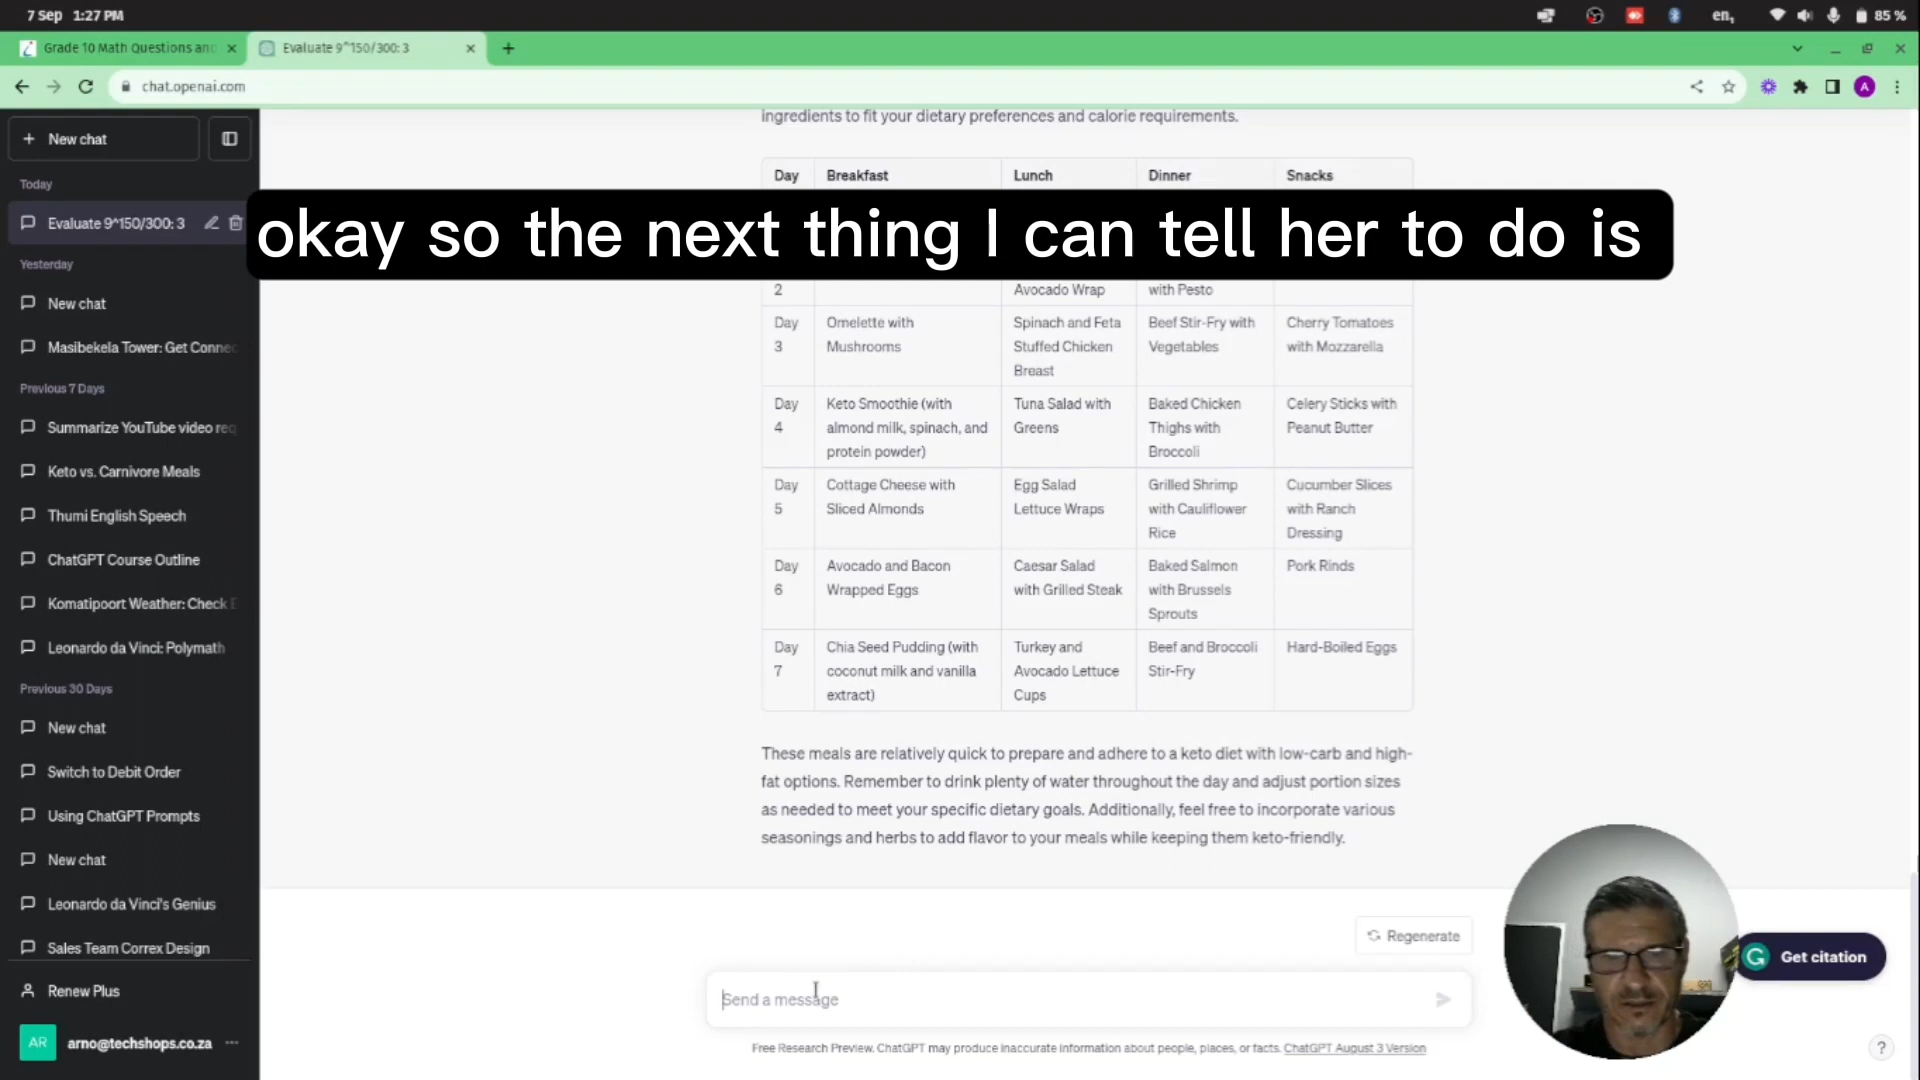 7 Sep 1:27 PM
en, 85 %
Grade 10 Math Questions and
Evaluate 9^150/300: 3
chat.openai.com
New chat
Today
Evaluate 9^150/300: 3
Yesterday
New chat
Masibekela Tower: Get Connec
Previous 7 Days
Summarize YouTube video req
Keto vs. Carnivore Meals
Thumi English Speech
ChatGPT Course Outline
Komatipoort Weather: Check E
Leonardo da Vinci: Polymath
Previous 30 Days
New chat
Switch to Debit Order
Using ChatGPT Prompts
New chat
Leonardo da Vinci's Genius
Sales Team Correx Design
Renew Plus
AR arno@techshops.co.za
ingredients to fit your dietary preferences and calorie requirements.
Day Breakfast Lunch Dinner Snacks
okay so the next thing I can tell her to do is
2 Avocado Wrap with Pesto
Day Omelette with Spinach and Feta Beef Stir-Fry with Cherry Tomatoes
3 Mushrooms Stuffed Chicken Vegetables with Mozzarella
Breast
Day Keto Smoothie (with Tuna Salad with Baked Chicken Celery Sticks with
4 almond milk, spinach, and Greens Thighs with Peanut Butter
protein powder) Broccoli
Day Cottage Cheese with Egg Salad Grilled Shrimp Cucumber Slices
5 Sliced Almonds Lettuce Wraps with Cauliflower with Ranch
Rice Dressing
Day Avocado and Bacon Caesar Salad Baked Salmon Pork Rinds
6 Wrapped Eggs with Grilled Steak with Brussels
Sprouts
Day Chia Seed Pudding (with Turkey and Beef and Broccoli Hard-Boiled Eggs
7 coconut milk and vanilla Avocado Lettuce Stir-Fry
extract) Cups
These meals are relatively quick to prepare and adhere to a keto diet with low-carb and high-
fat options. Remember to drink plenty of water throughout the day and adjust portion sizes
as needed to meet your specific dietary goals. Additionally, feel free to incorporate various
seasonings and herbs to add flavor to your meals while keeping them keto-friendly.
Regenerate
Get citation
Send a message
Free Research Preview. ChatGPT may produce inaccurate information about people, places, or facts. ChatGPT August 3 Version
A
G
?